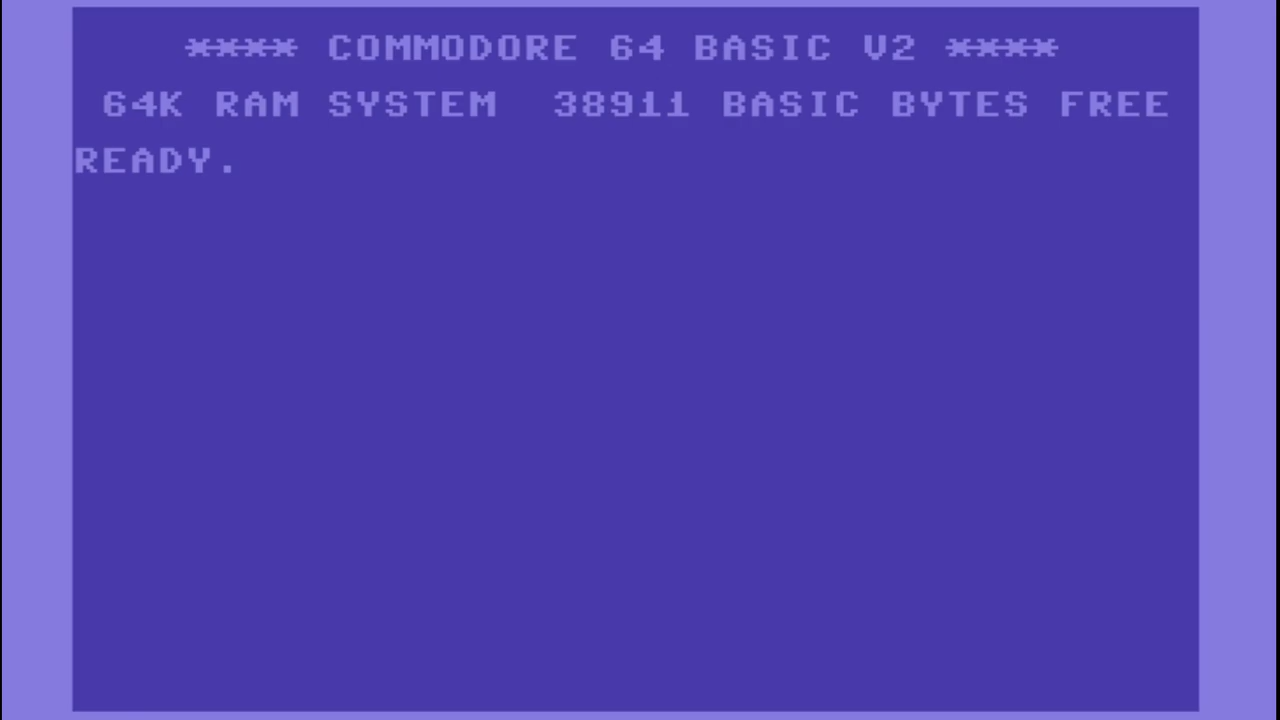 **** COMMODORE 64 BASIC V2 ****
64K RAM SYSTEM  38911 BASIC BYTES FREE
READY.